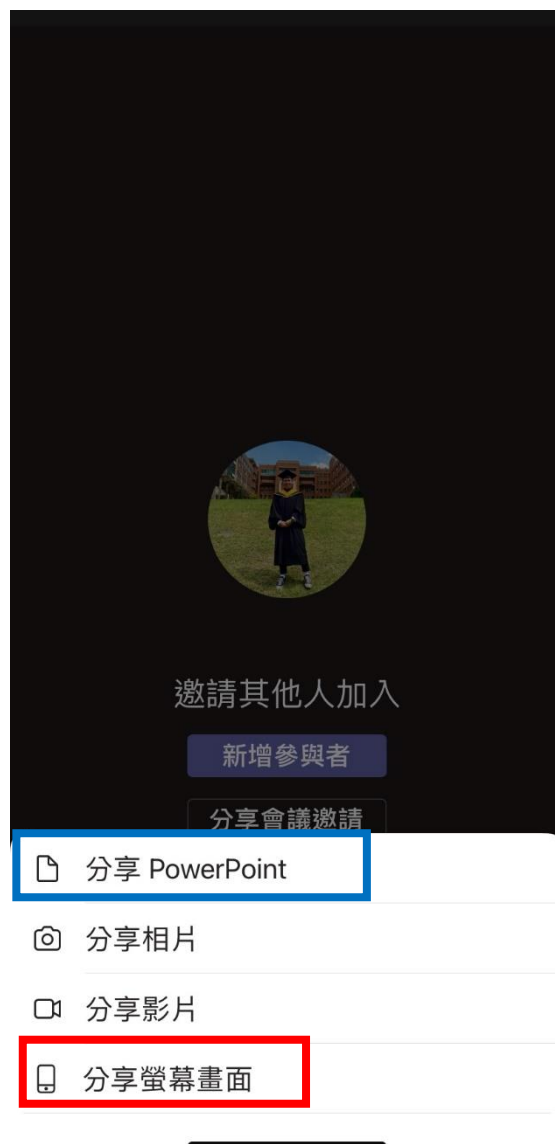 邀請其他人加入
新增參與者
分享會議邀請
分享 PowerPoint
分享相片
分享影片
分享螢幕畫面